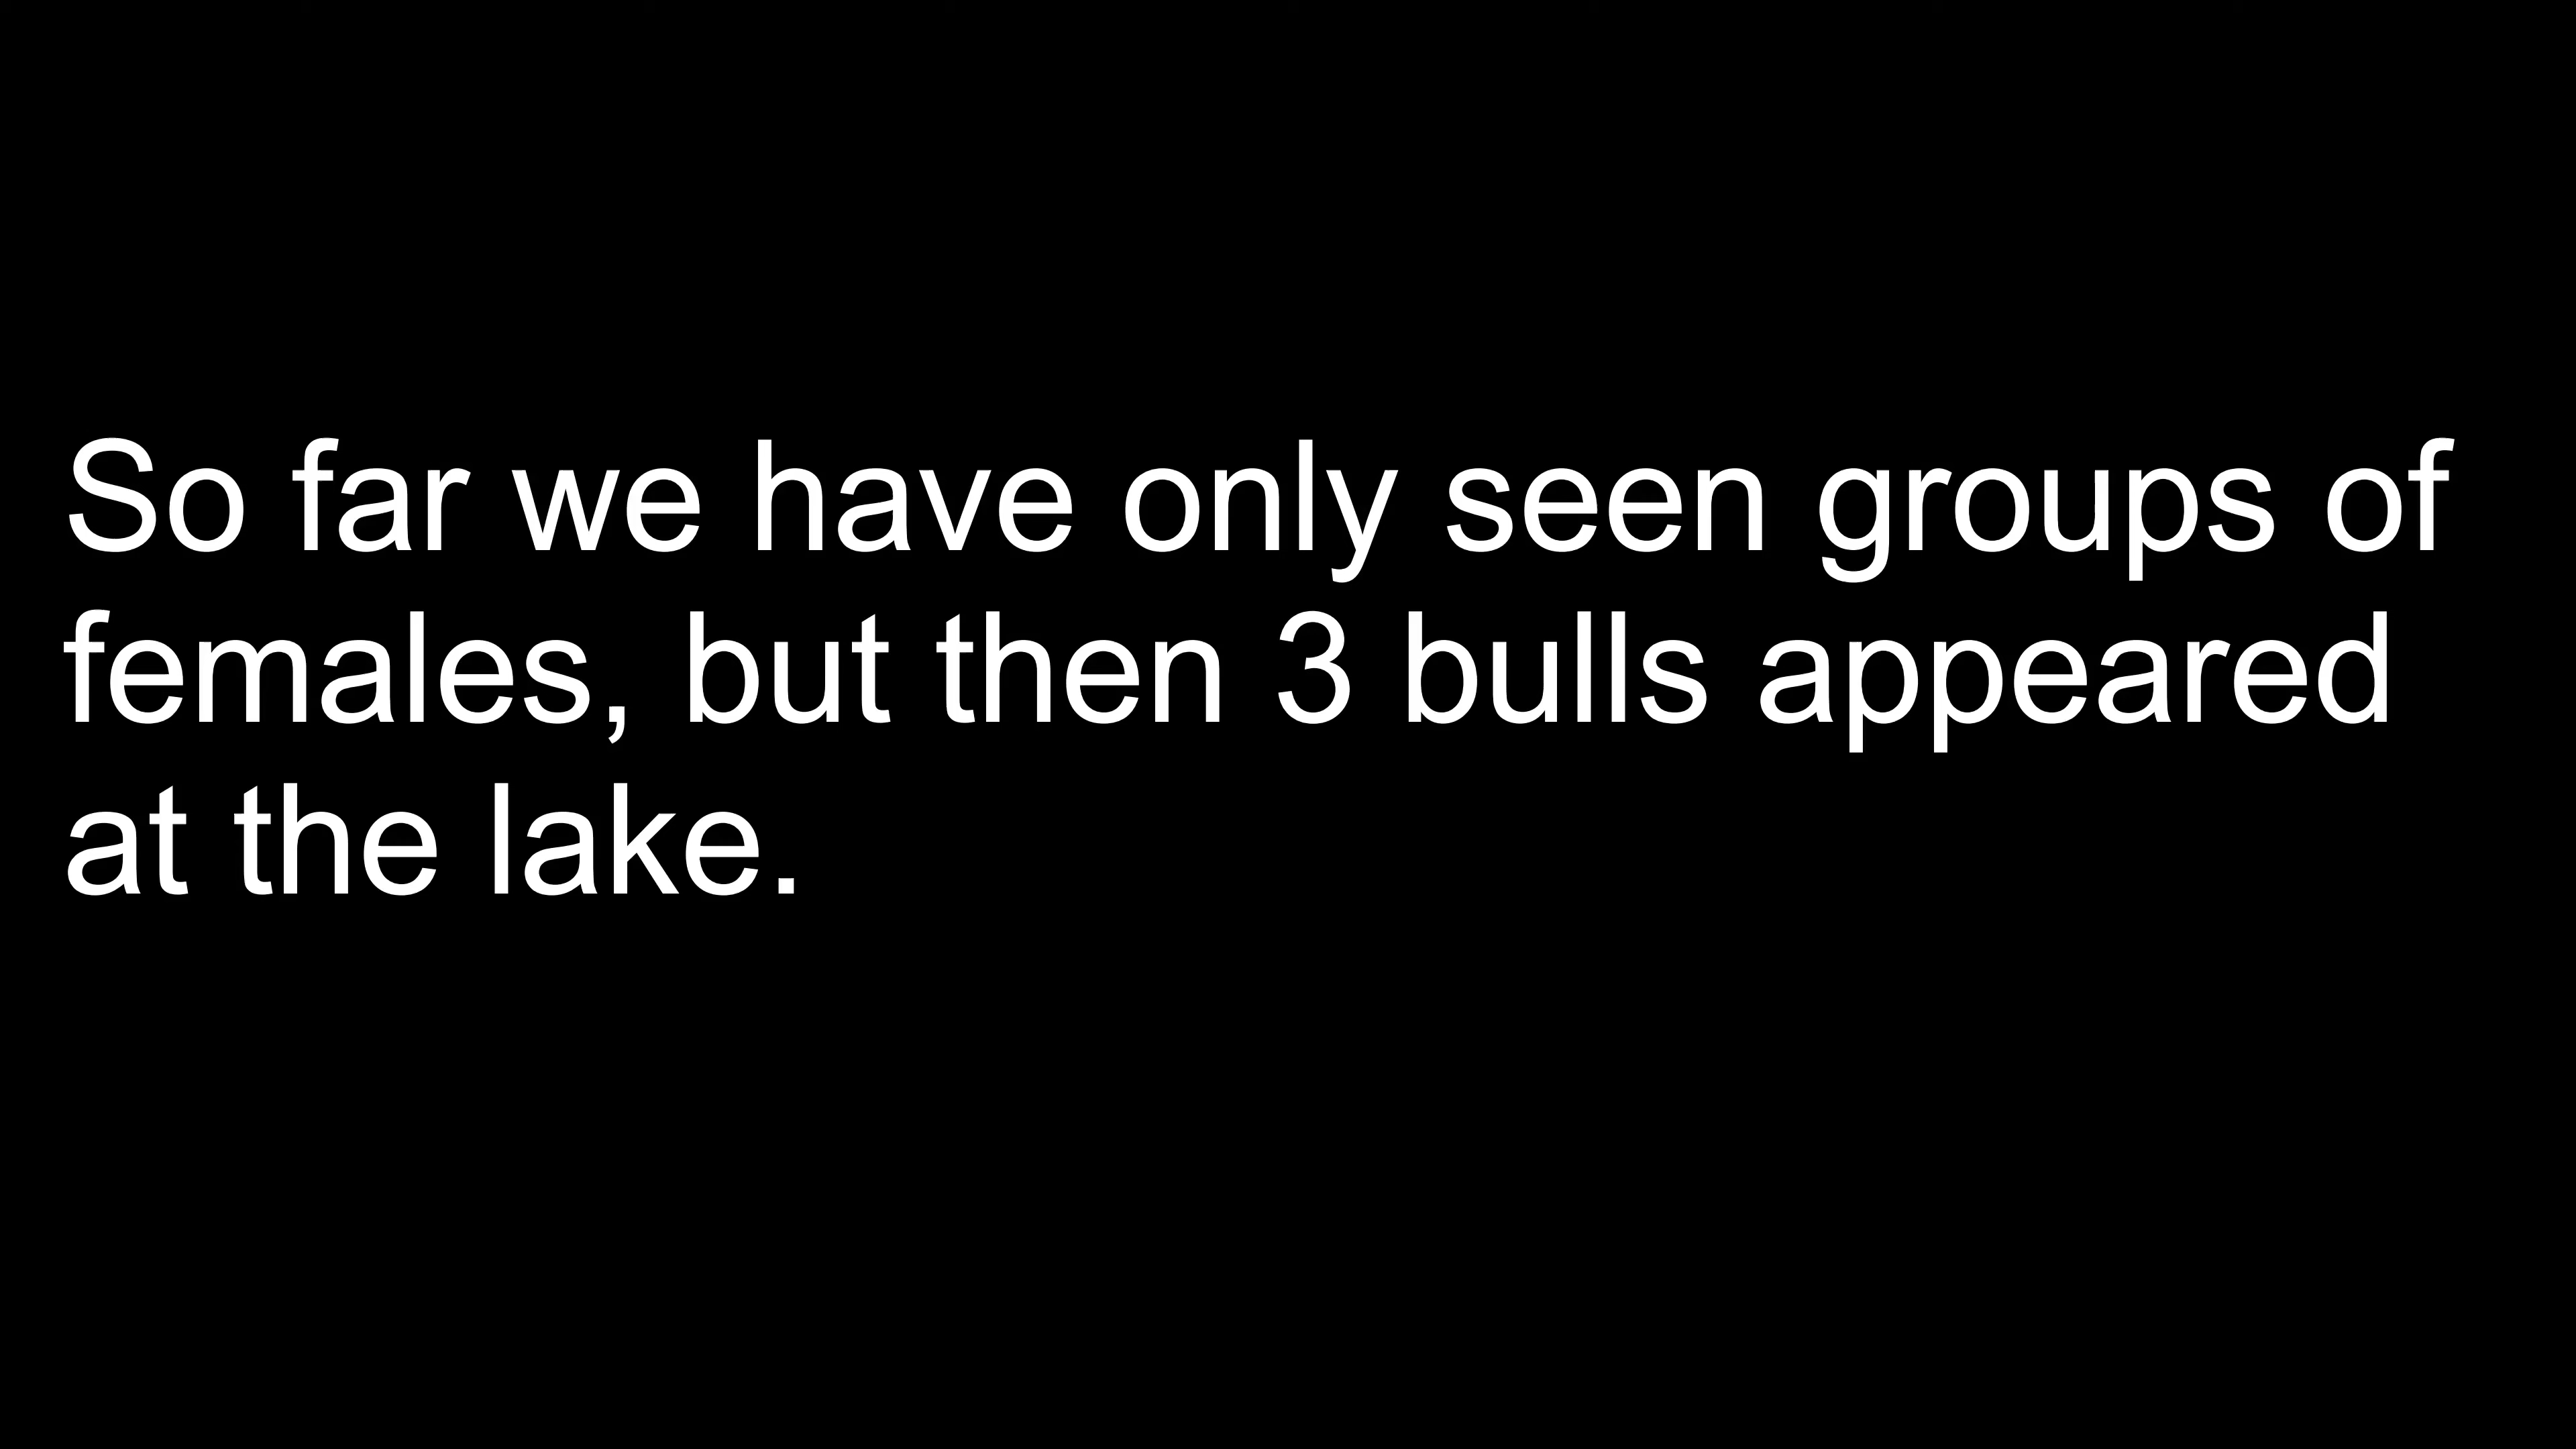 So far we have only seen groups of
females, but then 3 bulls appeared
at the lake.